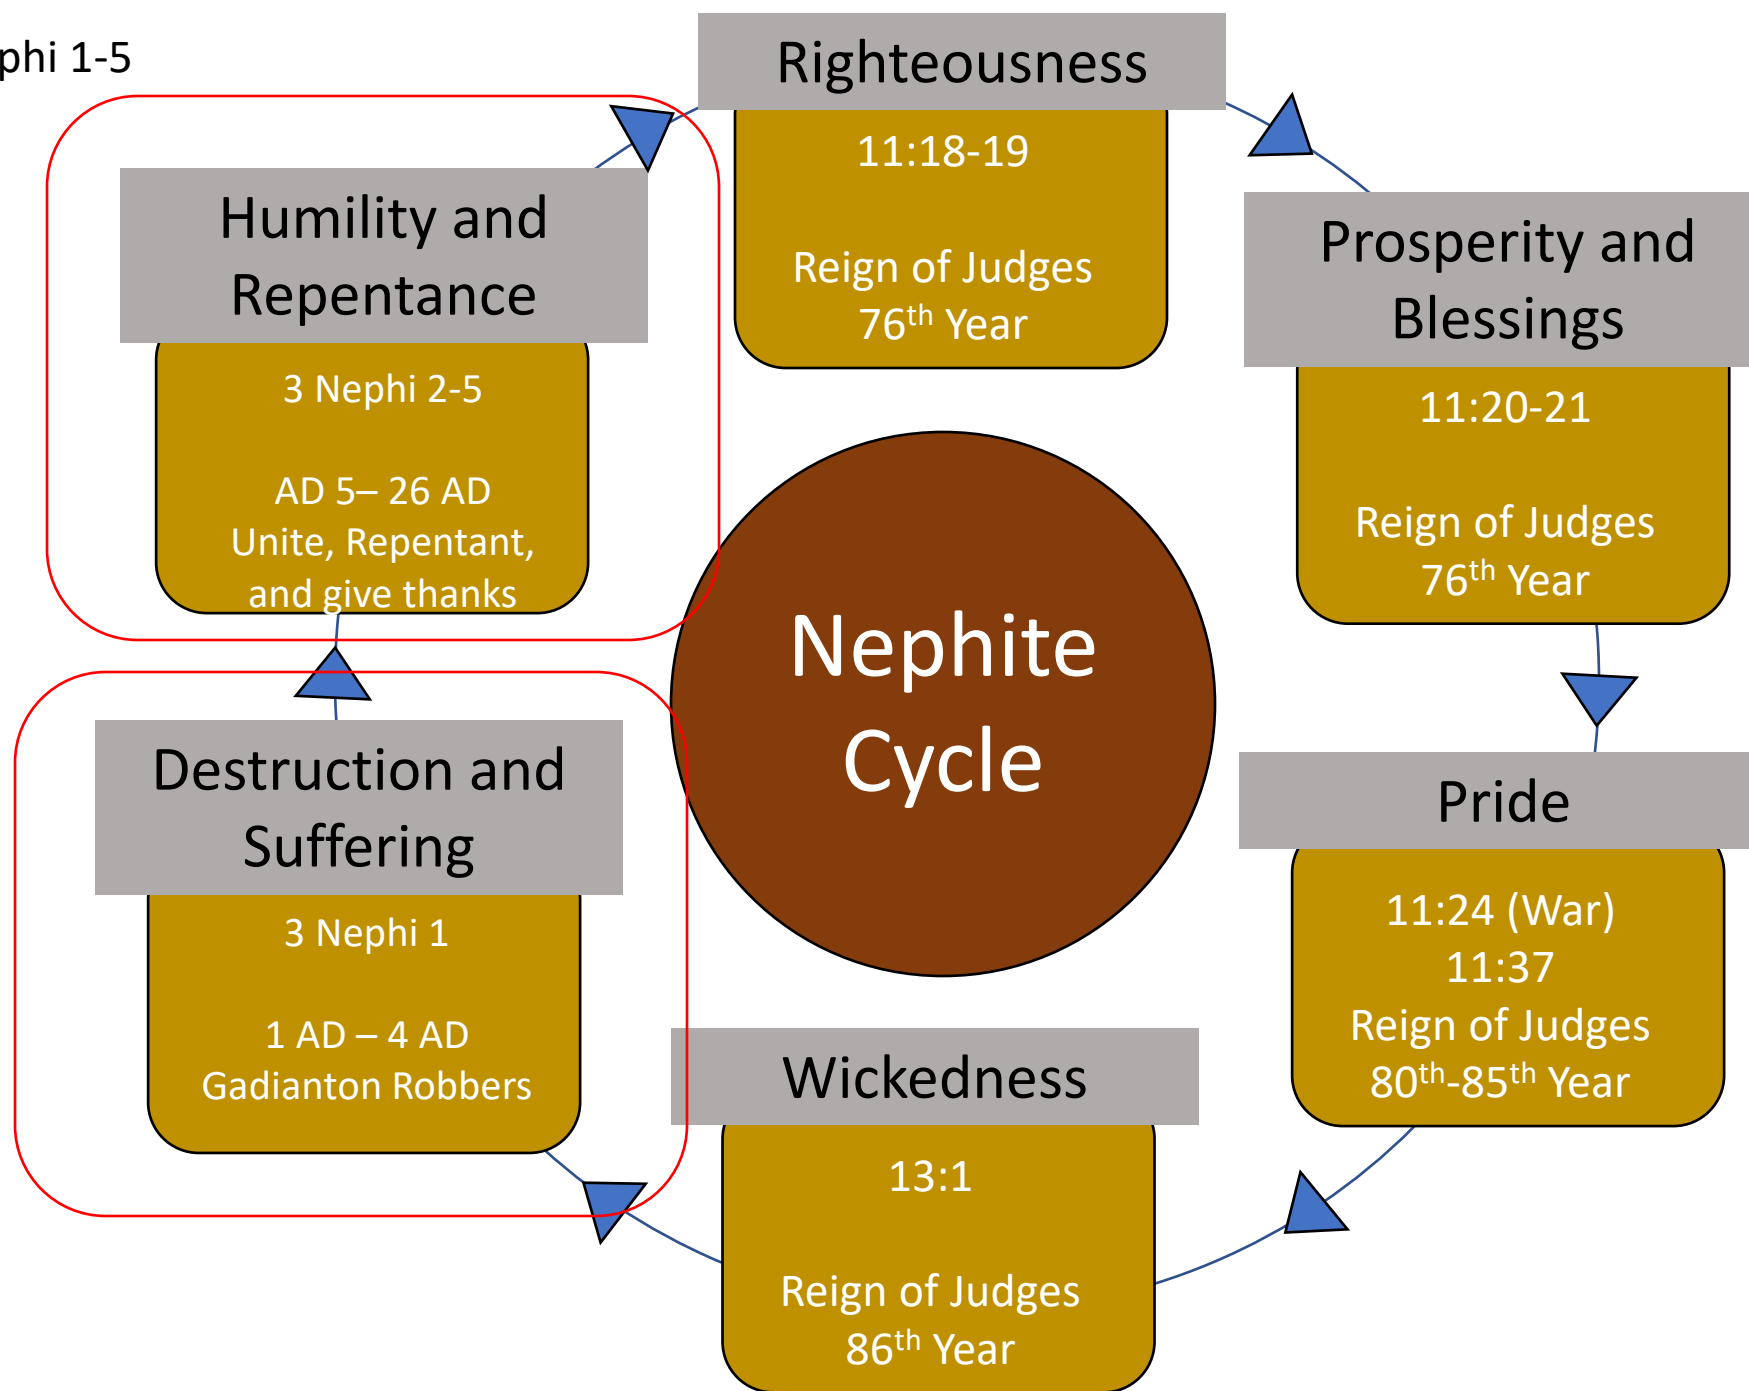 phi 1-5
Righteousness
11:18-19
Reign of Judges
76th Year
Prosperity and
Blessings
11:20-21
Reign of Judges
76th Year
Pride
11:24 (War)
11:37
Reign of Judges
80th-85th Year
Wickedness
13:1
Reign of Judges
86th Year
Destruction and
Suffering
3 Nephi 1
1 AD – 4 AD
Gadianton Robbers
Humility and
Repentance
3 Nephi 2-5
AD 5– 26 AD
Unite, Repentant,
and give thanks
Nephite
Cycle